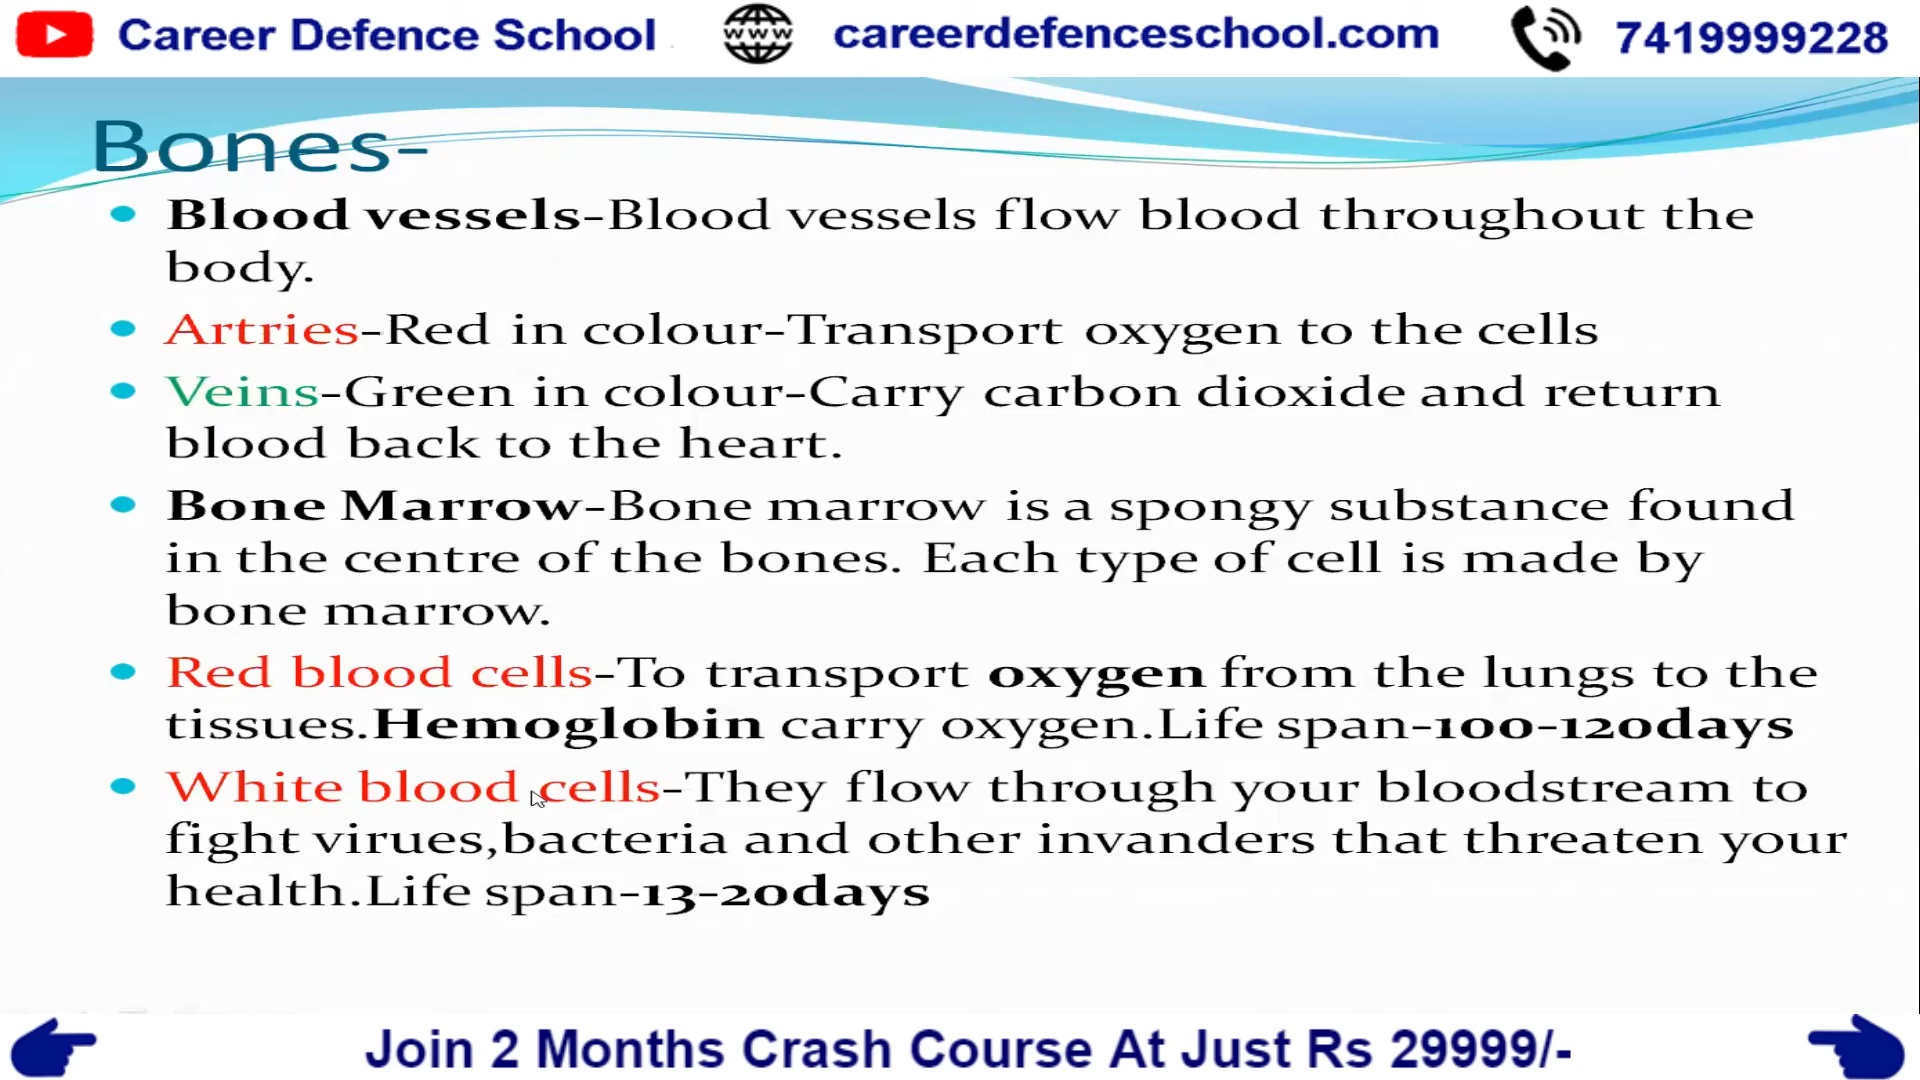 Career Defence School
www
careerdefenceschool.com
7419999228
Bones-
Blood vessels-Blood vessels flow blood throughout the
body.
Artries-Red in colour-Transport oxygen to the cells
Veins-Green in colour-Carry carbon dioxide and return
blood back to the heart.
Bone Marrow-Bone marrow is a spongy substance found
in the centre of the bones. Each type of cell is made by
bone marrow.
Red blood cells-To transport oxygen from the lungs to the
tissues.Hemoglobin carry oxygen.Life span-100-120days
White blood cells-They flow through your bloodstream to
fight virues,bacteria and other invanders that threaten your
health.Life span-13-20days
Join 2 Months Crash Course At Just Rs 29999/-